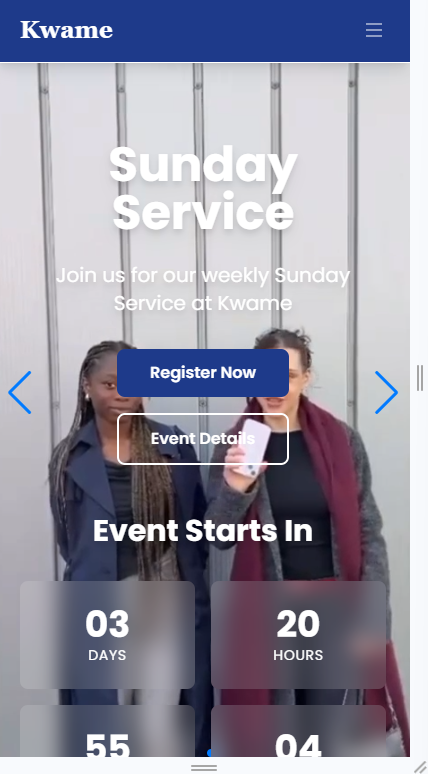 Kwame
Sunday
Service
Join us for our weekly Sunday
Service at Kwame
Register Now
Event Details
Event Starts In
03
DAYS
20
HOURS
55
04